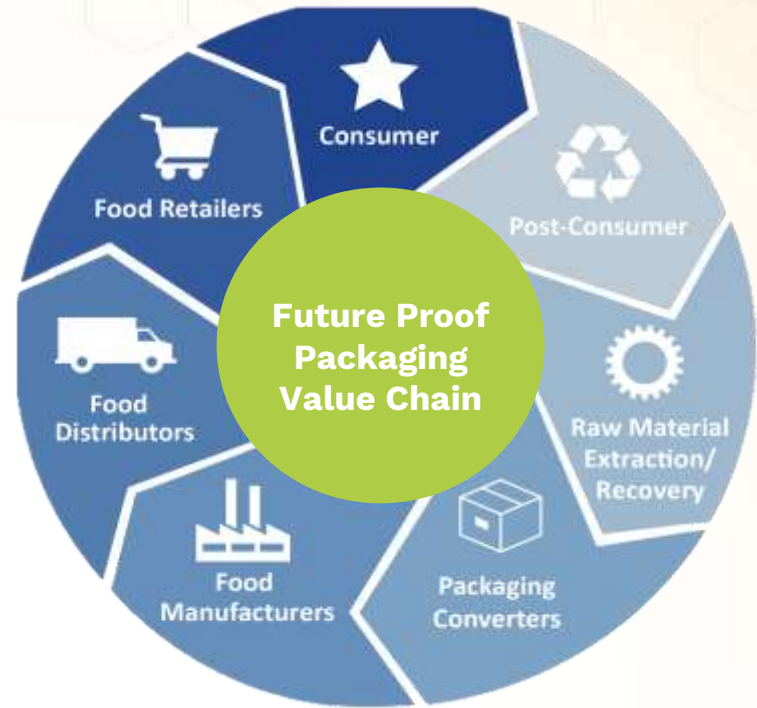 Consumer
Post-Consumer
Raw Material
Extraction/
Recovery
Packaging
Converters
Food
Manufacturers
Food
Distributors
Food Retailers
Future Proof
Packaging
Value Chain